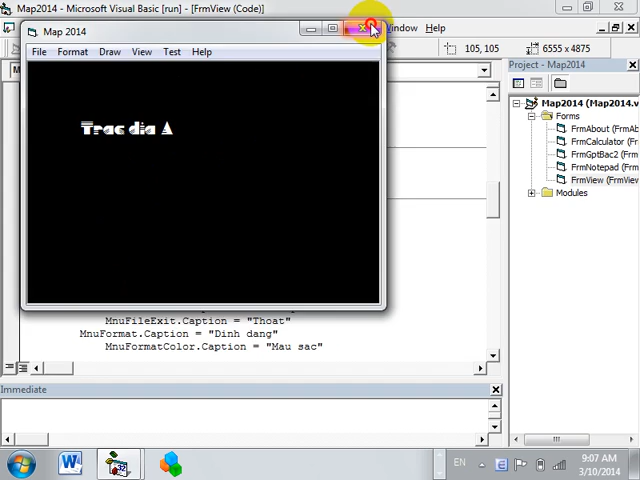 Map2014 - Microsoft Visual Basic [run] - [FrmView (Code)]
Map 2014
Window Help
File Format Draw View Test Help
105, 105
6555 x 4875
Project - Map2014
Trac dia A
Map2014 (Map2014.v
Forms
FrmAbout (FrmAb
FrmCalculator (Frm
FrmGptBac2 (Frm
FrmNotepad (Frm
FrmView (FrmView
Modules
MnuFileExit.Caption = "Thoat"
MnuFormat.Caption = "Dinh dang"
MnuFormatColor.Caption = "Mau sac"
Immediate
EN
9:07 AM
3/10/2014